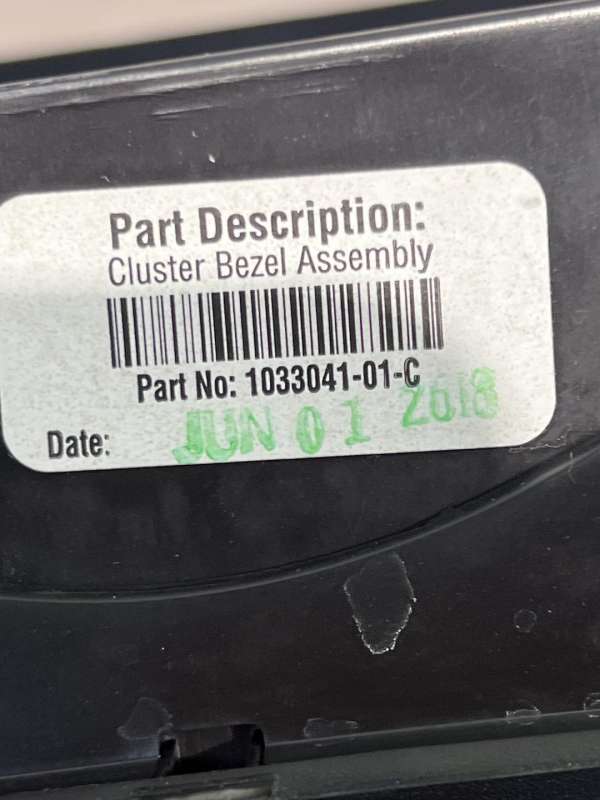 Part Description:
Cluster Bezel Assembly
Part No: 1033041-01-C
Date: JUN 01 2018